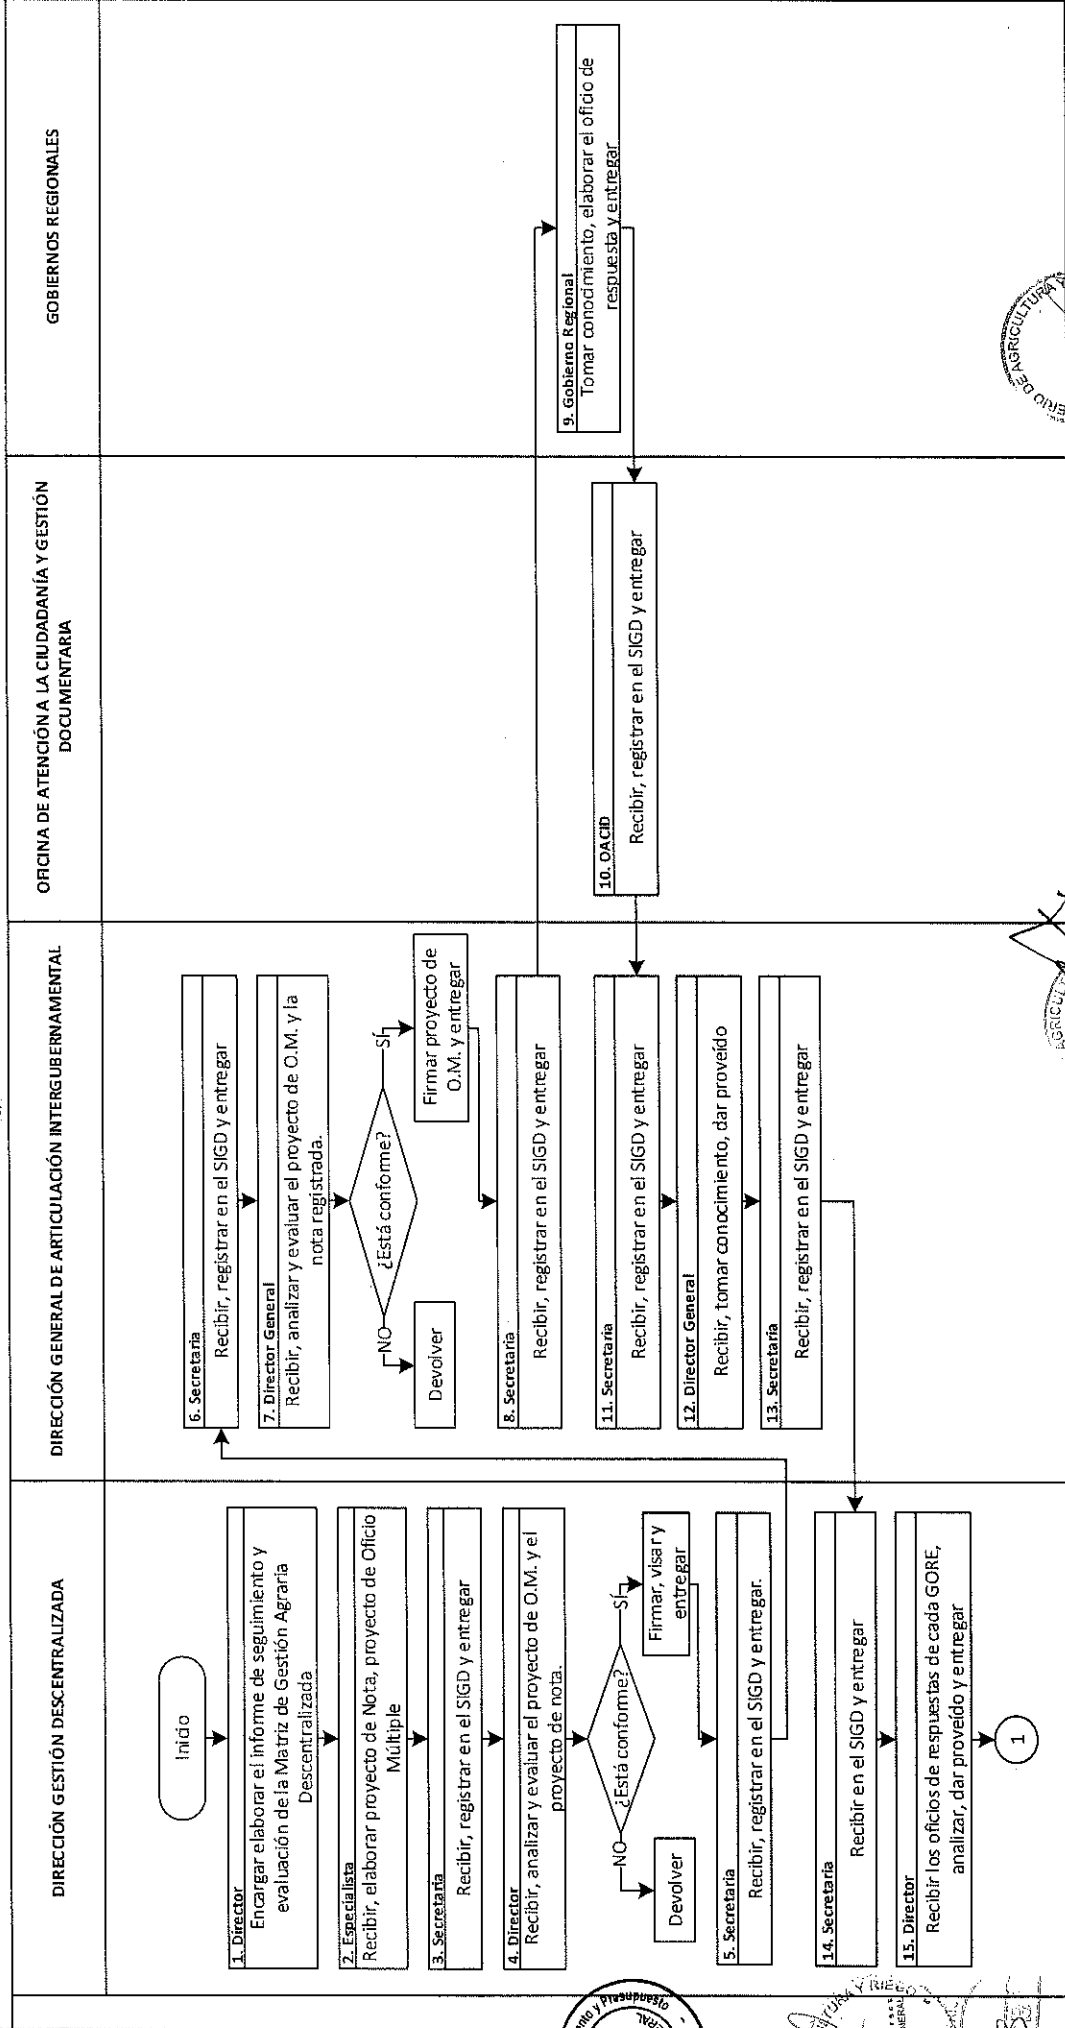 DIRECCIÓN GESTIÓN DESCENTRALIZADA
DIRECCIÓN GENERAL DE ARTICULACIÓN INTERGUBERNAMENTAL
OFICINA DE ATENCIÓN A LA CIUDADANÍA Y GESTIÓN
DOCUMENTARIA
GOBIERNOS REGIONALES
Inicio
1. Director
Encargar elaborar el informe de seguimiento y
evaluación de la Matriz de Gestión Agraria
Descentralizada
2. Especialista
Recibir, elaborar proyecto de Nota, proyecto de Oficio
Múltiple
3. Secretaria
Recibir, registrar en el SIGD y entregar
4. Director
Recibir, analizar y evaluar el proyecto de O.M. y el
proyecto de nota.
¿Está conforme?
NO
SÍ
Devolver
Firmar, visar y
entregar
5. Secretaria
Recibir, registrar en el SIGD y entregar.
6. Secretaria
Recibir, registrar en el SIGD y entregar
7. Director General
Recibir, analizar y evaluar el proyecto de O.M. y la
nota registrada.
¿Está conforme?
NO
SÍ
Devolver
Firmar proyecto de
O.M. y entregar
8. Secretaria
Recibir, registrar en el SIGD y entregar
9. Gobierno Regional
Tomar conocimiento, elaborar el oficio de
respuesta y entregar
10. OACID
Recibir, registrar en el SIGD y entregar
11. Secretaria
Recibir, registrar en el SIGD y entregar
12. Director General
Recibir, tomar conocimiento, dar proveído
13. Secretaria
Recibir, registrar en el SIGD y entregar
14. Secretaria
Recibir en el SIGD y entregar
15. Director
Recibir los oficios de respuestas de cada GORE,
analizar, dar proveído y entregar
1
y Presupuesto
Y RIEGO
DE AGRICULTURA